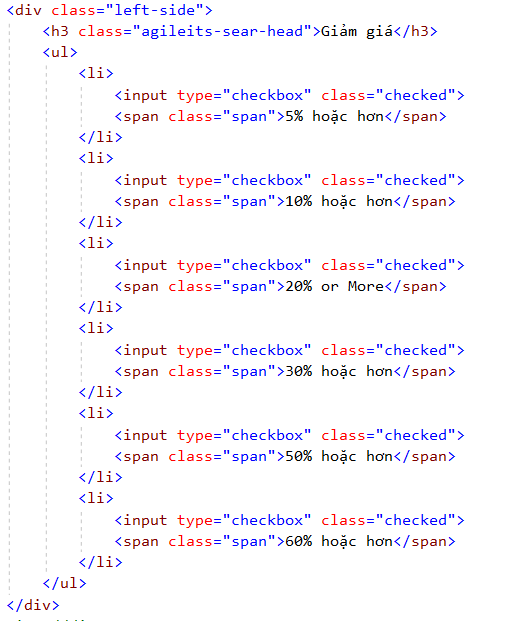 <div class="left-side">
<h3 class="agileits-sear-head">Giảm giá</h3>
<ul>
<li>
<input type="checkbox" class="checked">
<span class="span">5% hoặc hơn</span>
</li>
<li>
<input type="checkbox" class="checked">
<span class="span">10% hoặc hơn</span>
</li>
<li>
<input type="checkbox" class="checked">
<span class="span">20% or More</span>
</li>
<li>
<input type="checkbox" class="checked">
<span class="span">30% hoặc hơn</span>
</li>
<li>
<input type="checkbox" class="checked">
<span class="span">50% hoặc hơn</span>
</li>
<li>
<input type="checkbox" class="checked">
<span class="span">60% hoặc hơn</span>
</li>
</ul>
</div>